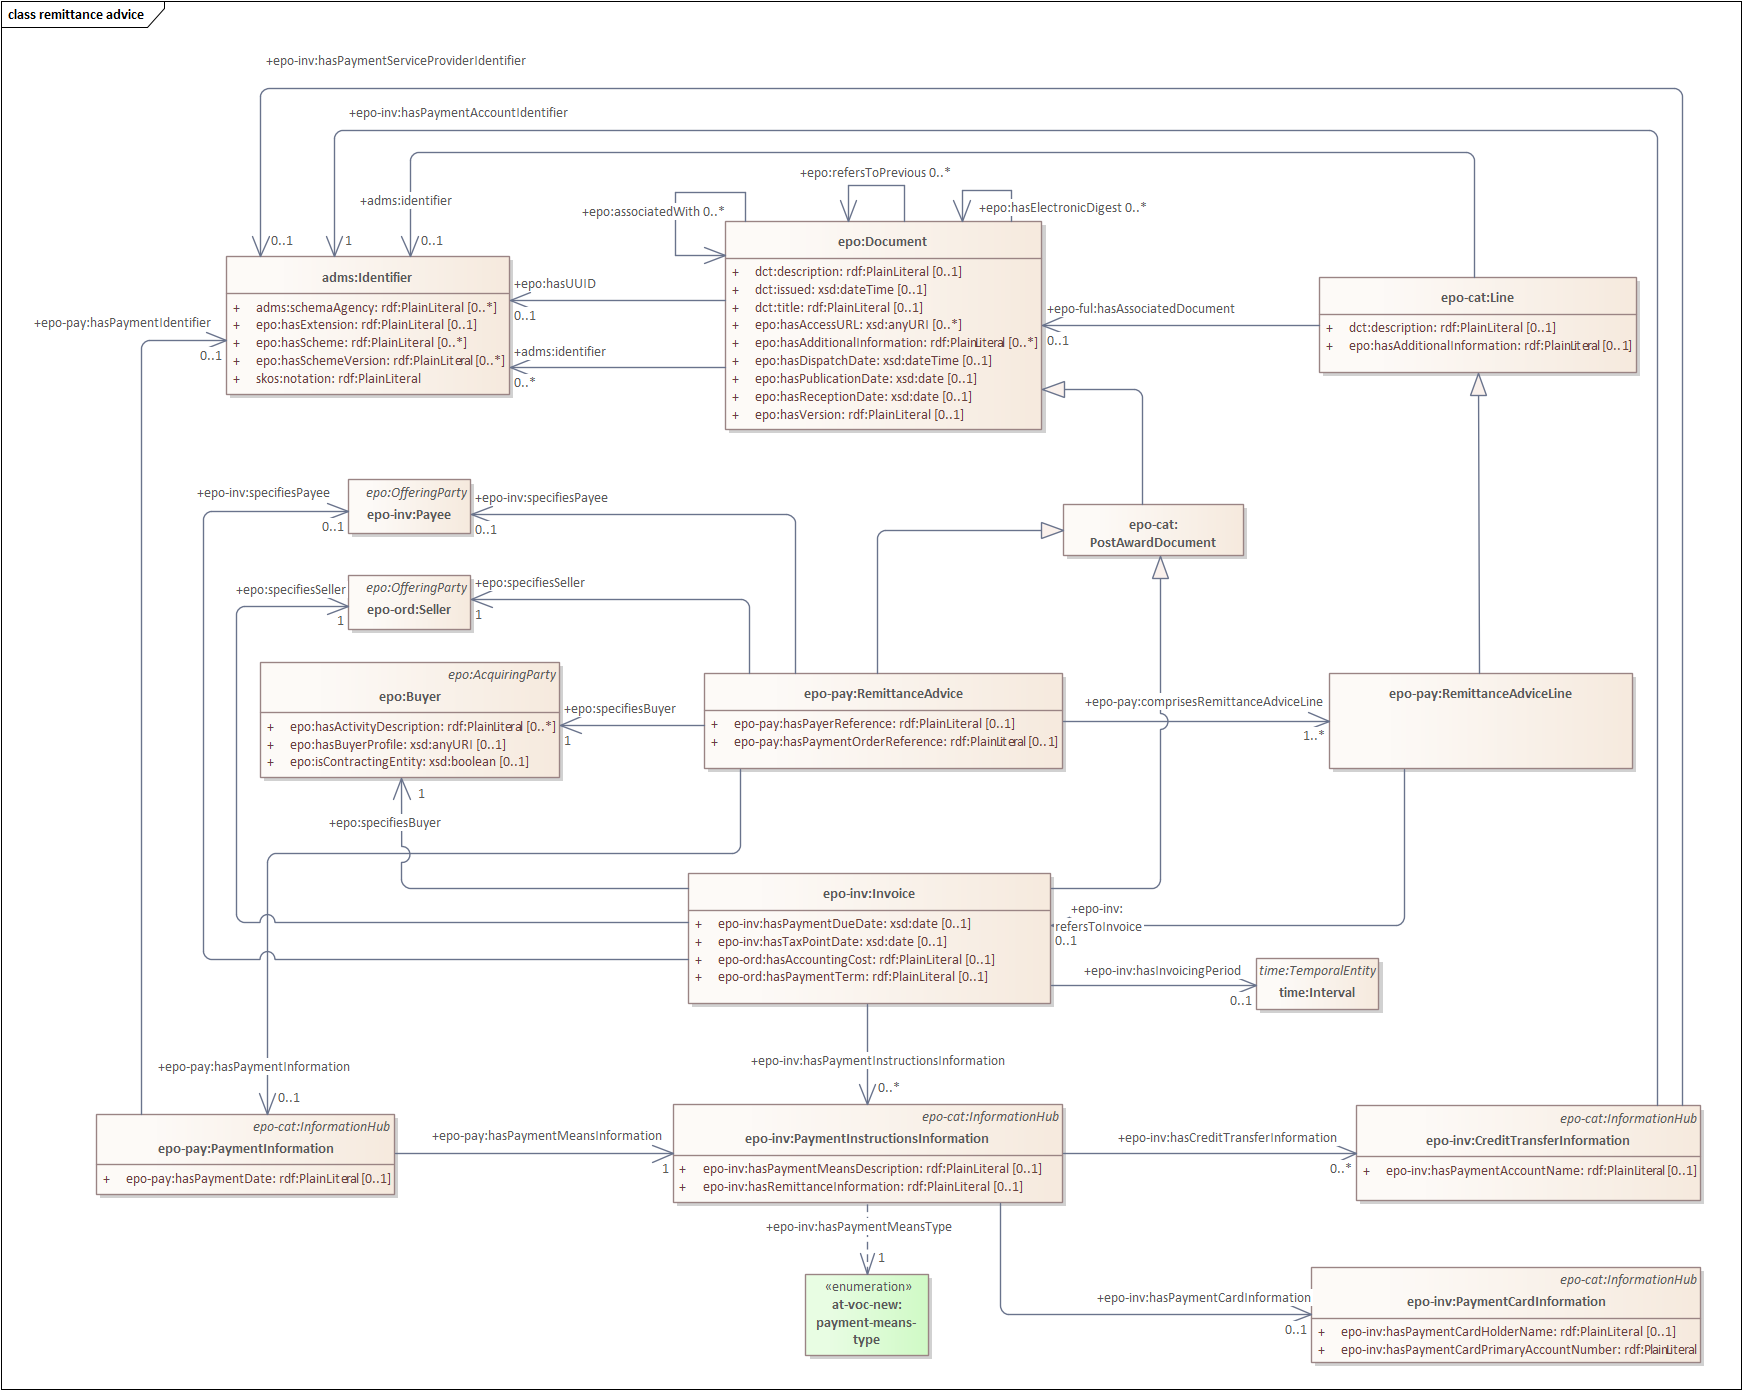 class remittance advice
+epo-inv:hasPaymentServiceProviderIdentifier
+epo-inv:hasPaymentAccountIdentifier
+adms:identifier
0..1
1
0..1
+epo:refersToPrevious 0..*
+epo:associatedWith 0..*
+epo:hasElectronicDigest 0..*
adms:Identifier
+ adms:schemaAgency: rdf:PlainLiteral [0..*]
+ epo:hasExtension: rdf:PlainLiteral [0..1]
+ epo:hasScheme: rdf:PlainLiteral [0..*]
+ epo:hasSchemeVersion: rdf:PlainLiteral [0..*]
+ skos:notation: rdf:PlainLiteral
+epo-pay:hasPaymentIdentifier
0..1
+epo:hasUUID
0..1
+adms:identifier
0..*
epo:Document
+ dct:description: rdf:PlainLiteral [0..1]
+ dct:issued: xsd:dateTime [0..1]
+ dct:title: rdf:PlainLiteral [0..1]
+ epo:hasAccessURL: xsd:anyURI [0..*]
+ epo:hasAdditionalInformation: rdf:PlainLiteral [0..*]
+ epo:hasDispatchDate: xsd:dateTime [0..1]
+ epo:hasPublicationDate: xsd:date [0..1]
+ epo:hasReceptionDate: xsd:date [0..1]
+ epo:hasVersion: rdf:PlainLiteral [0..1]
+epo-ful:hasAssociatedDocument
0..1
epo-cat:Line
+ dct:description: rdf:PlainLiteral [0..1]
+ epo:hasAdditionalInformation: rdf:PlainLiteral [0..1]
+epo-inv:specifiesPayee
0..1
epo:OfferingParty
epo-inv:Payee
+epo-inv:specifiesPayee
0..1
epo-cat:
PostAwardDocument
+epo:specifiesSeller
1
epo:OfferingParty
epo-ord:Seller
+epo:specifiesSeller
1
epo:AcquiringParty
epo:Buyer
+ epo:hasActivityDescription: rdf:PlainLiteral [0..*]
+ epo:hasBuyerProfile: xsd:anyURI [0..1]
+ epo:isContractingEntity: xsd:boolean [0..1]
+epo:specifiesBuyer
1
epo-pay:RemittanceAdvice
+ epo-pay:hasPayerReference: rdf:PlainLiteral [0..1]
+ epo-pay:hasPaymentOrderReference: rdf:PlainLiteral [0..1]
+epo-pay:comprisesRemittanceAdviceLine
1..*
epo-pay:RemittanceAdviceLine
1
+epo:specifiesBuyer
epo-inv:Invoice
+ epo-inv:hasPaymentDueDate: xsd:date [0..1]
+ epo-inv:hasTaxPointDate: xsd:date [0..1]
+ epo-ord:hasAccountingCost: rdf:PlainLiteral [0..1]
+ epo-ord:hasPaymentTerm: rdf:PlainLiteral [0..1]
+epo-inv:
refersToInvoice
0..1
+epo-inv:hasInvoicingPeriod
0..1
time:TemporalEntity
time:Interval
+epo-pay:hasPaymentInformation
0..1
+epo-inv:hasPaymentInstructionsInformation
0..*
epo-cat:InformationHub
epo-pay:PaymentInformation
+ epo-pay:hasPaymentDate: rdf:PlainLiteral [0..1]
+epo-pay:hasPaymentMeansInformation
1
epo-cat:InformationHub
epo-inv:PaymentInstructionsInformation
+ epo-inv:hasPaymentMeansDescription: rdf:PlainLiteral [0..1]
+ epo-inv:hasRemittanceInformation: rdf:PlainLiteral [0..1]
+epo-inv:hasCreditTransferInformation
0..*
epo-cat:InformationHub
epo-inv:CreditTransferInformation
+ epo-inv:hasPaymentAccountName: rdf:PlainLiteral [0..1]
+epo-inv:hasPaymentMeansType
1
«enumeration»
at-voc-new:
payment-means-
type
+epo-inv:hasPaymentCardInformation
0..1
epo-cat:InformationHub
epo-inv:PaymentCardInformation
+ epo-inv:hasPaymentCardHolderName: rdf:PlainLiteral [0..1]
+ epo-inv:hasPaymentCardPrimaryAccountNumber: rdf:PlainLiteral